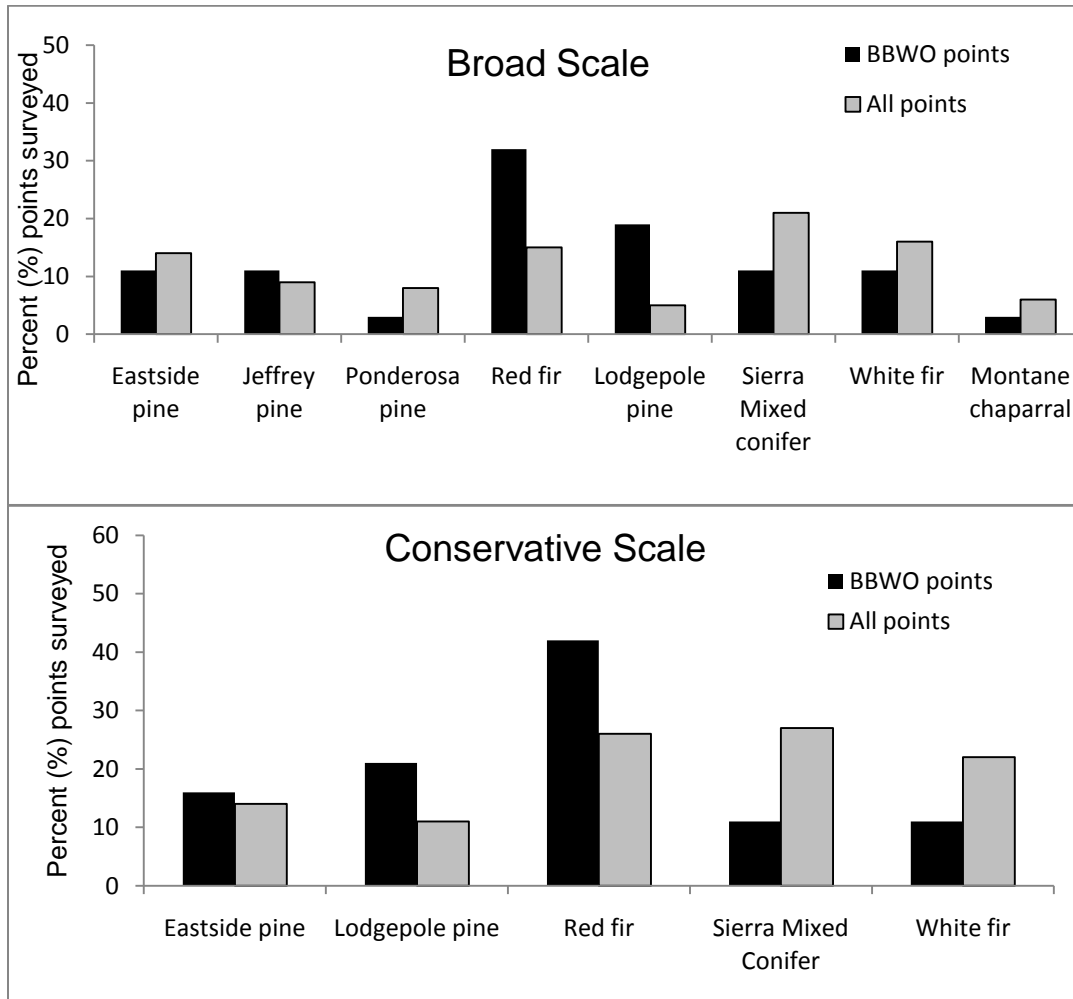 Broad Scale
BBWO points
All points
Percent (%) points surveyed
50
40
30
20
10
0
Eastside
pine
Jeffrey
pine
Ponderosa
pine
Red fir
Lodgepole
pine
Sierra
Mixed
conifer
White fir
Montane
chaparral
Conservative Scale
BBWO points
All points
Percent (%) points surveyed
60
50
40
30
20
10
0
Eastside pine
Lodgepole pine
Red fir
Sierra Mixed
Conifer
White fir